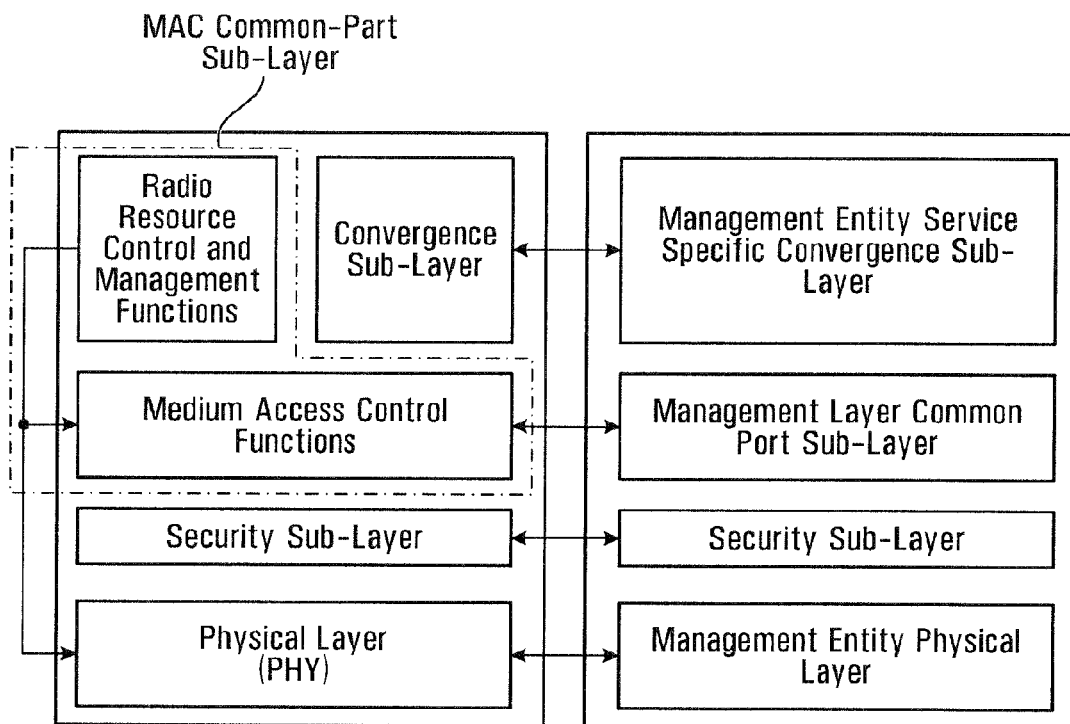 MAC Common-Part
Sub-Layer
Radio
Resource
Control and
Management
Functions
Convergence
Sub-Layer
Management Entity Service
Specific Convergence Sub-
Layer
Medium Access Control
Functions
Management Layer Common
Port Sub-Layer
Security Sub-Layer
Security Sub-Layer
Physical Layer
(PHY)
Management Entity Physical
Layer